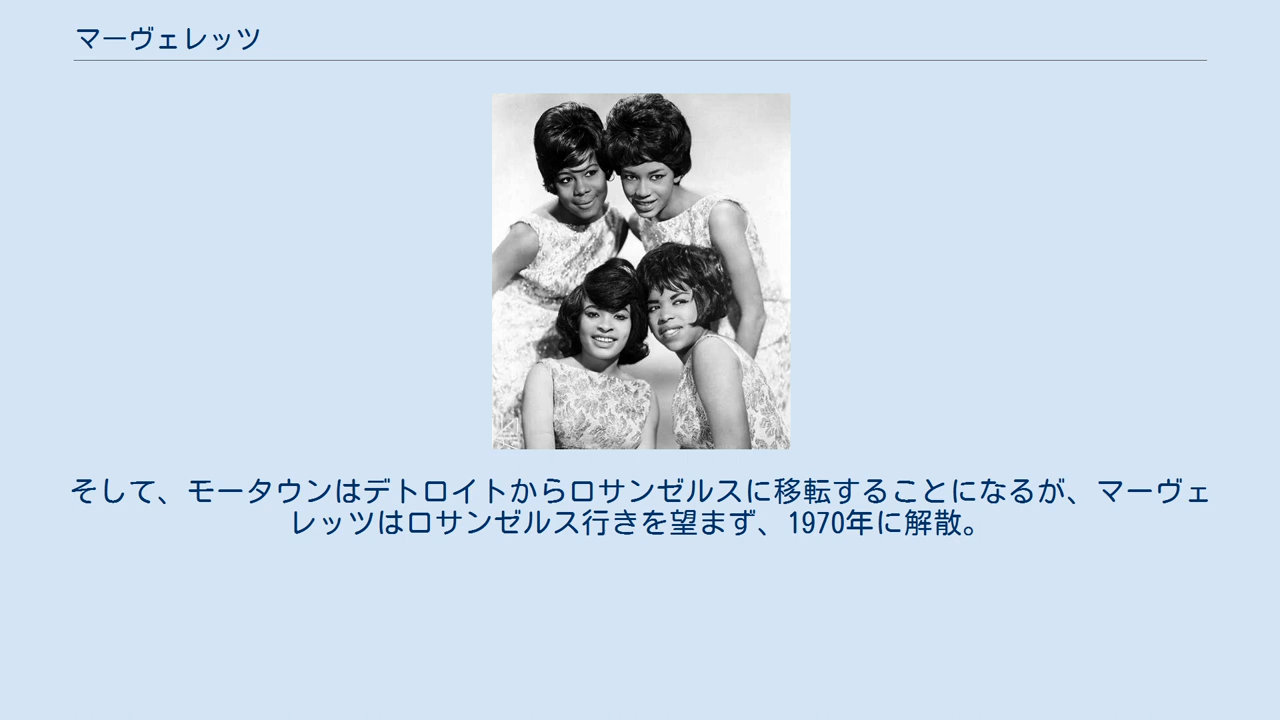 マーヴェレッツ
そして、モータウンはデトロイトからロサンゼルスに移転することになるが、マーヴェ
レッツはロサンゼルス行きを望まず、1970年に解散。